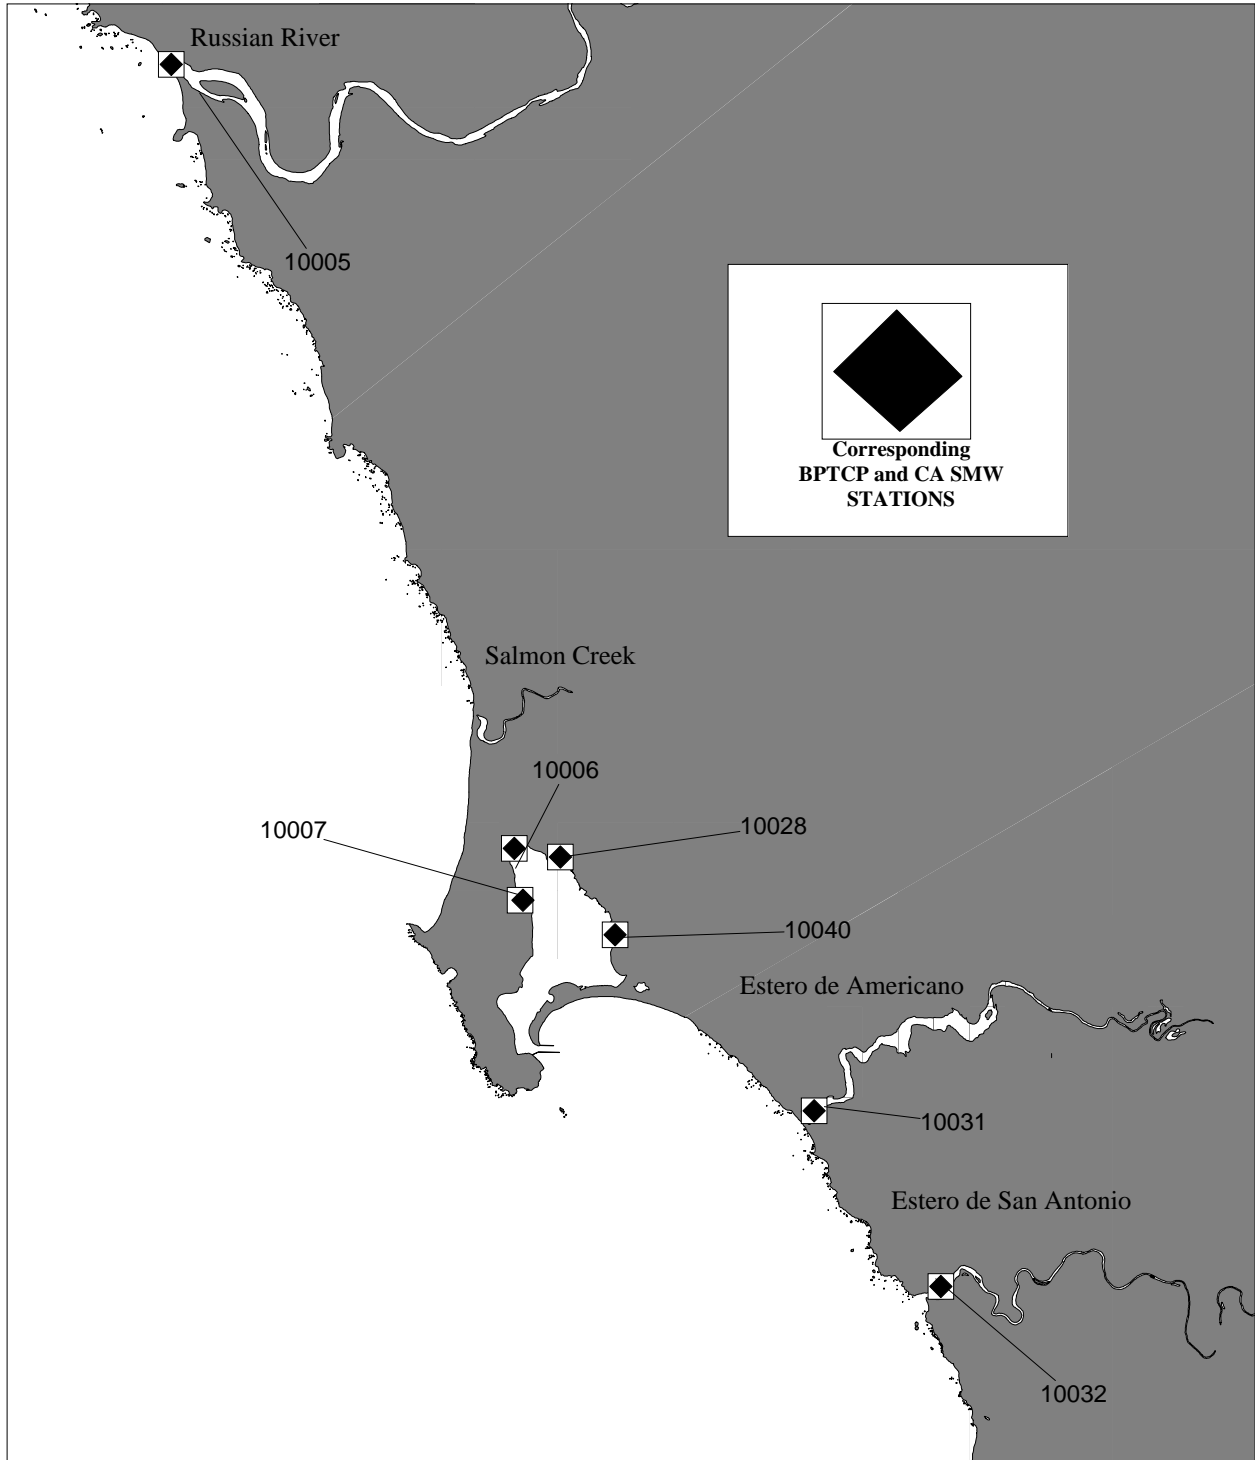 Russian River
10005
Corresponding
BPTCP and CA SMW
STATIONS
Salmon Creek
10006
10007
10028
10040
Estero de Americano
10031
Estero de San Antonio
10032